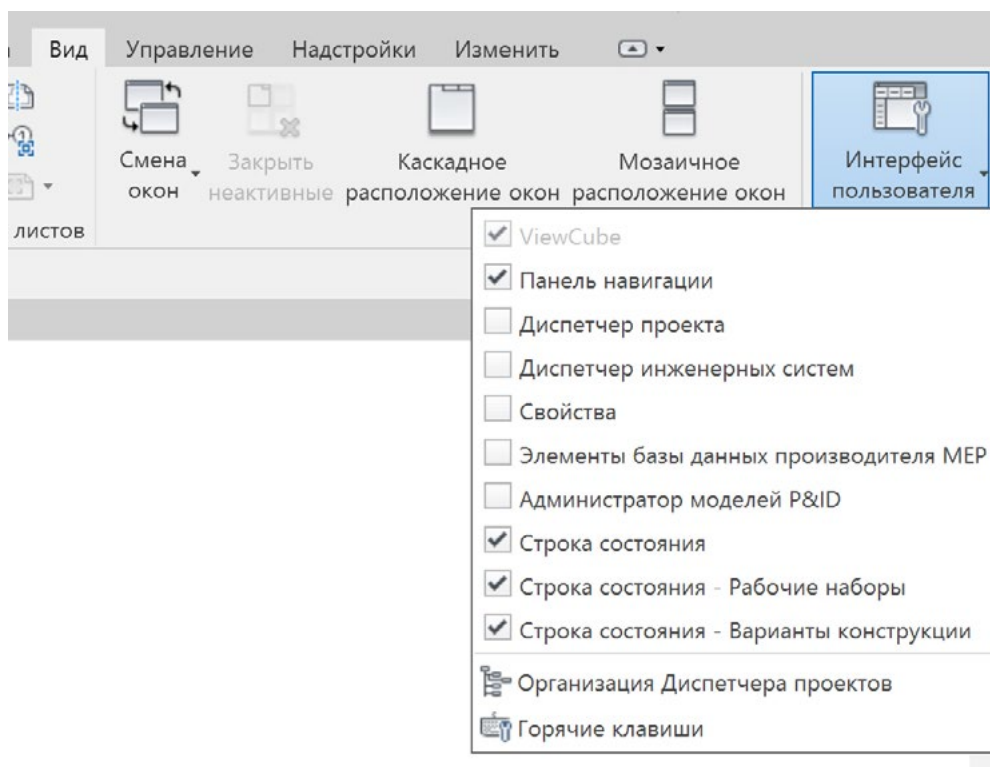 Вид Управление Надстройки Изменить
Смена окон
Закрыть неактивные
Каскадное расположение окон
Мозаичное расположение окон
Интерфейс пользователя
листов
ViewCube
Панель навигации
Диспетчер проекта
Диспетчер инженерных систем
Свойства
Элементы базы данных производителя MEP
Администратор моделей P&ID
Строка состояния
Строка состояния - Рабочие наборы
Строка состояния - Варианты конструкции
Организация Диспетчера проектов
Горячие клавиши